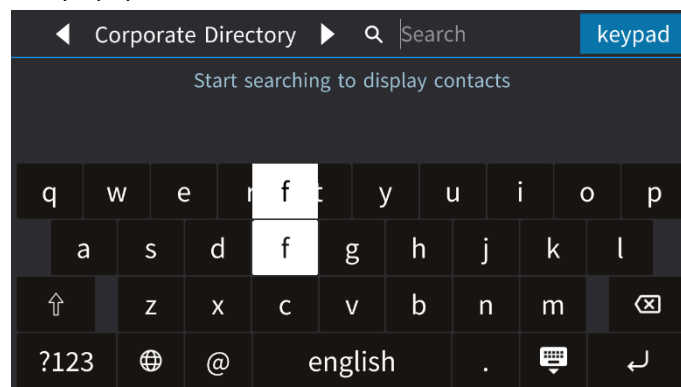 Corporate Directory Search keypad
Start searching to display contacts
q w e r f t y u i o p
a s d f g h j k l
z x c v b n m
?123 @ english .